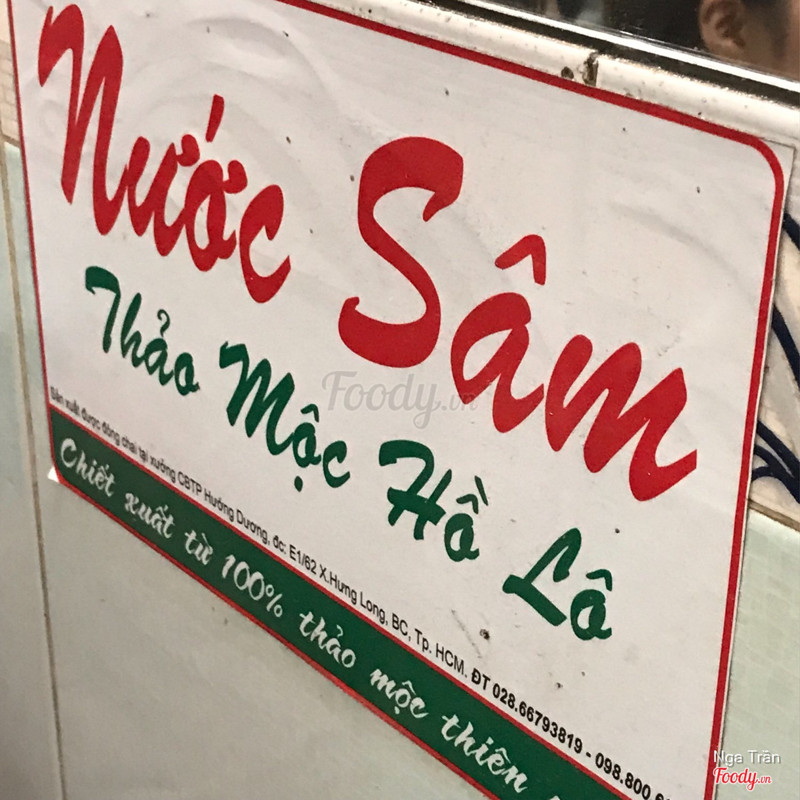 Nước Sâm
Thảo Mộc Hồ Lô
Sản xuất được đóng chai tại xưởng CBTP Hướng Dương, đc: E1/62 X.Hưng Long, BC, Tp. HCM. ĐT 028.66793819 - 098.800
Chiết xuất từ 100% thảo mộc thiên
Foody.vn
Nga Trân
Foody.vn